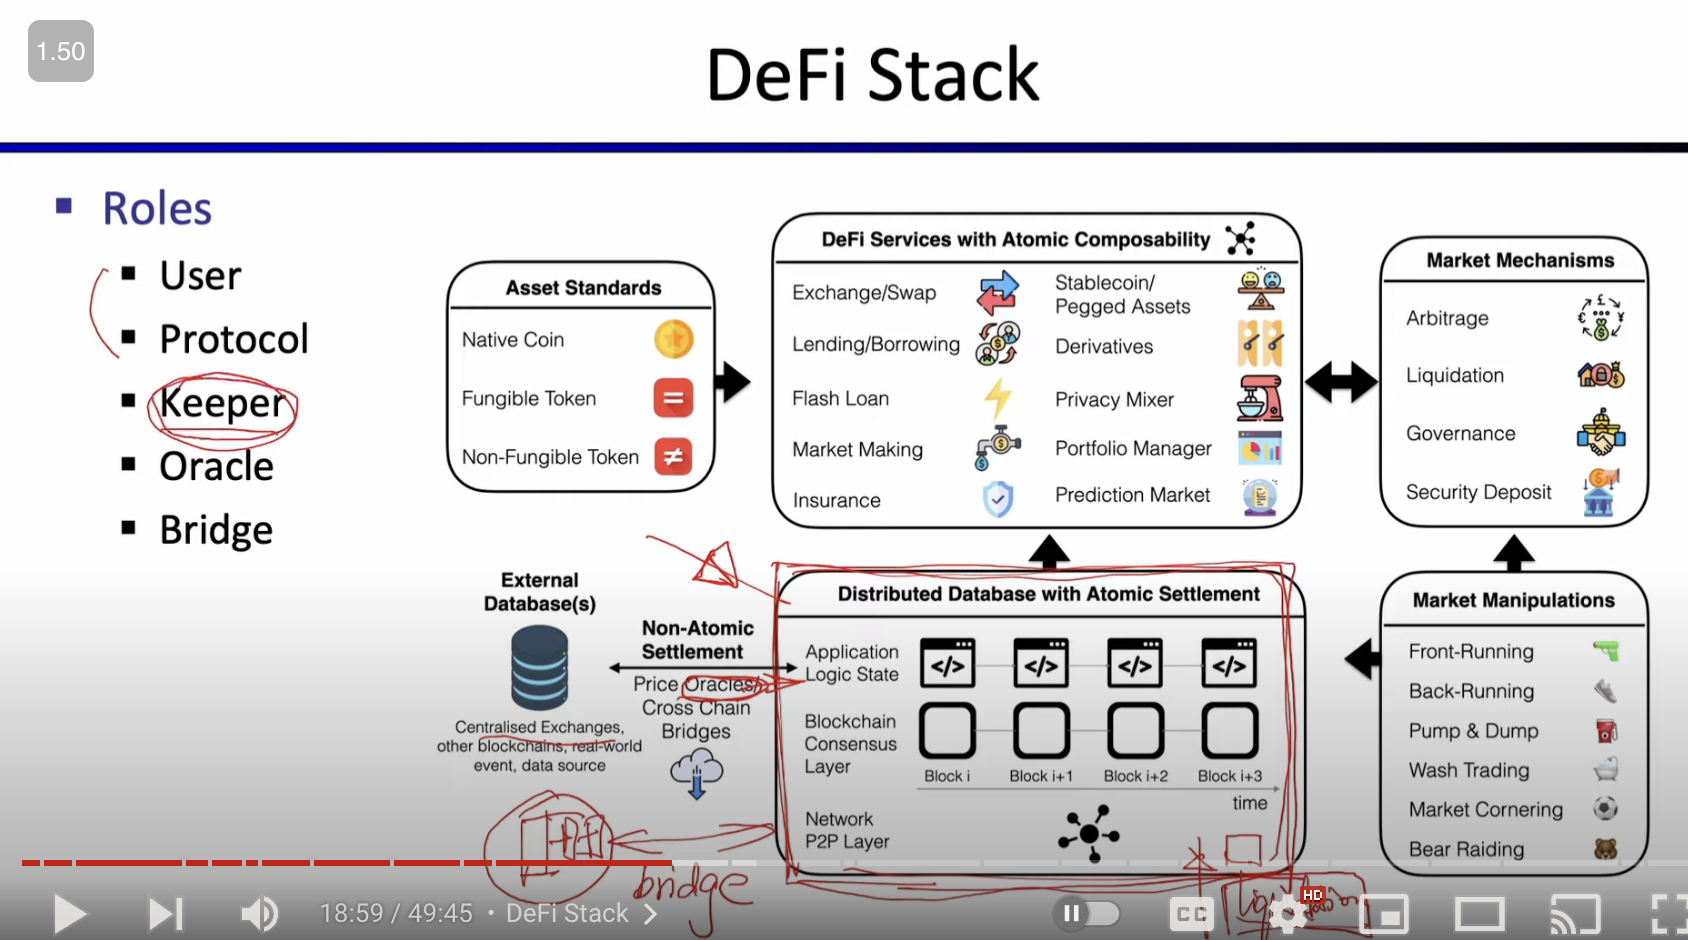 1.50
DeFi Stack
Roles
User
Protocol
Keeper
Oracle
Bridge
Asset Standards
Native Coin
Fungible Token
Non-Fungible Token
DeFi Services with Atomic Composability
Exchange/Swap
Lending/Borrowing
Flash Loan
Market Making
Insurance
Stablecoin/
Pegged Assets
Derivatives
Privacy Mixer
Portfolio Manager
Prediction Market
Market Mechanisms
Arbitrage
Liquidation
Governance
Security Deposit
External
Database(s)
Centralised Exchanges,
other blockchains, real-world
event, data source
Non-Atomic
Settlement
Price Oracles/
Cross Chain
Bridges
Distributed Database with Atomic Settlement
Application
Logic State
</> </> </> </>
Blockchain
Consensus
Layer
Block i Block i+1 Block i+2 Block i+3
time
Network
P2P Layer
Market Manipulations
Front-Running
Back-Running
Pump & Dump
Wash Trading
Market Cornering
Bear Raiding
bridge
18:59 / 49:45 • DeFi Stack
CC
HD